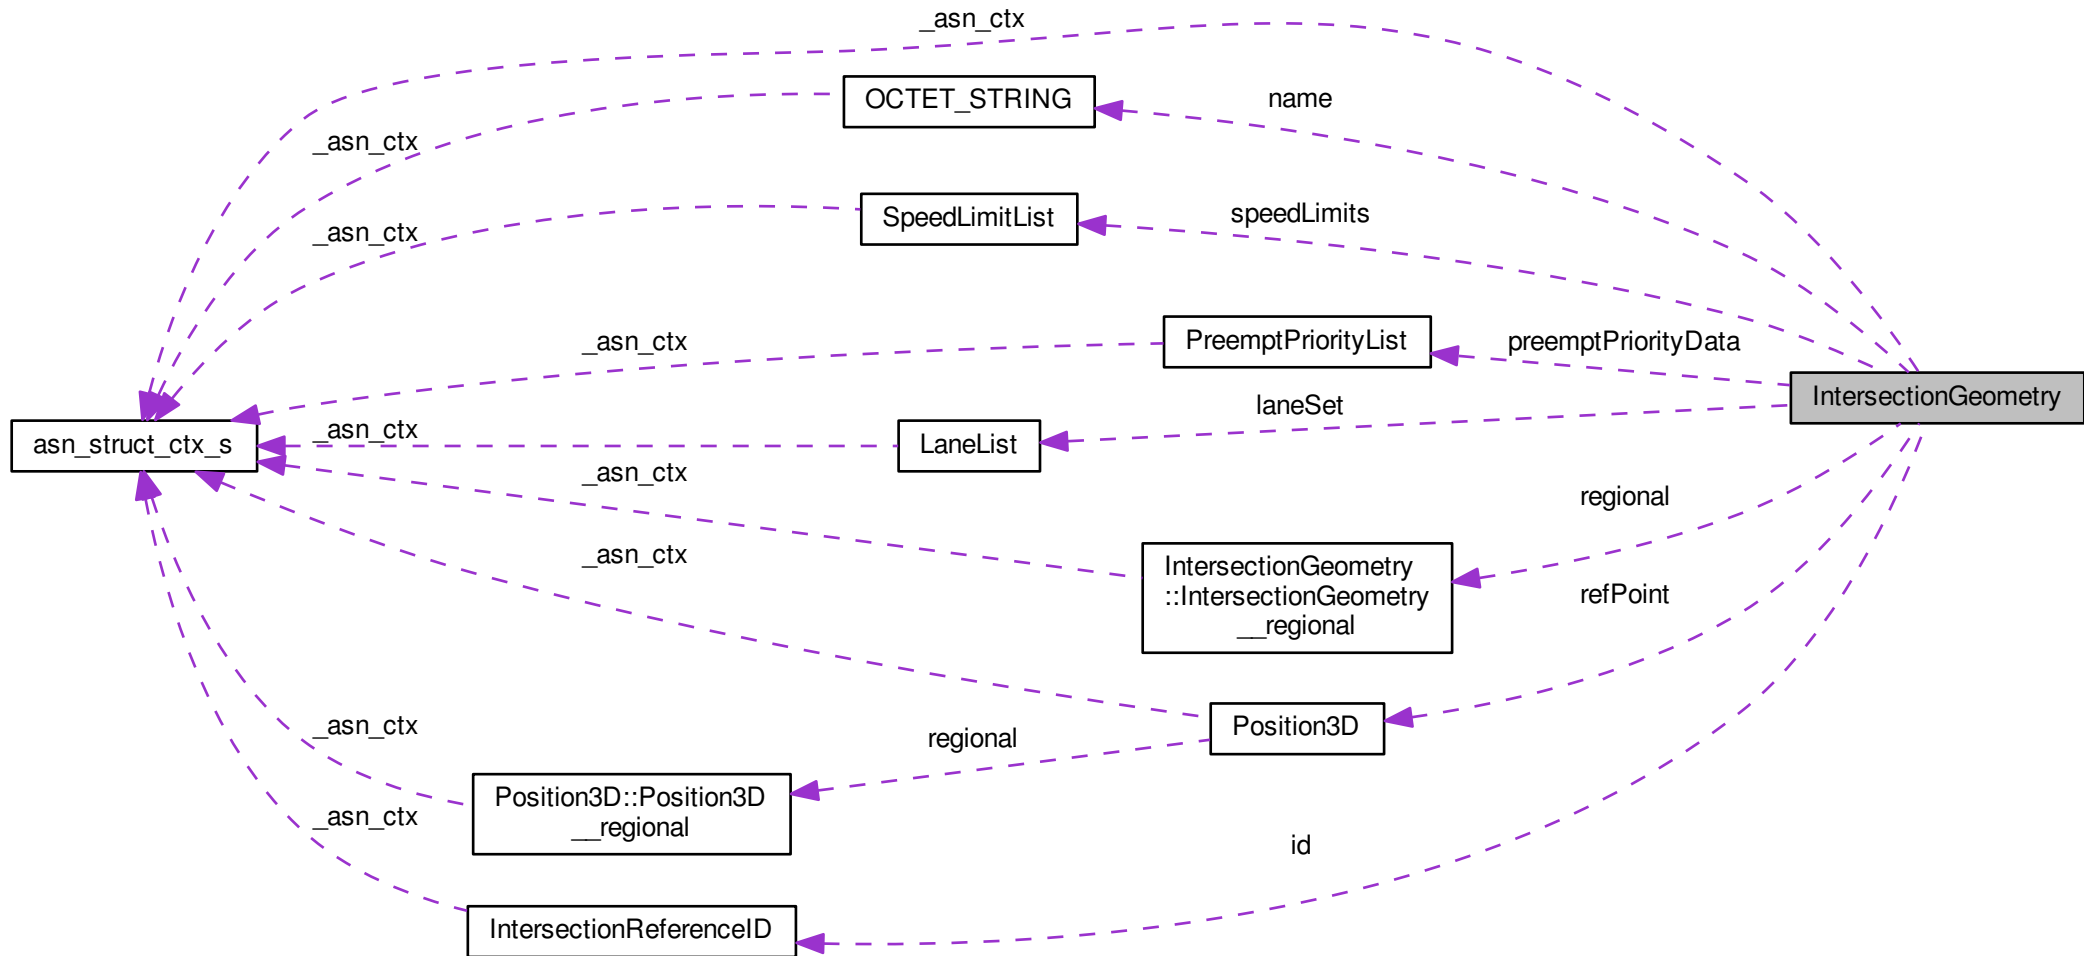 _asn_ctx
OCTET_STRING
name
_asn_ctx
SpeedLimitList
speedLimits
_asn_ctx
PreemptPriorityList
preemptPriorityData
_asn_ctx
IntersectionGeometry
laneSet
_asn_ctx
asn_struct_ctx_s
LaneList
_asn_ctx
regional
_asn_ctx
IntersectionGeometry
::IntersectionGeometry
__regional
refPoint
Position3D
_asn_ctx
regional
Position3D::Position3D
__regional
_asn_ctx
id
IntersectionReferenceID